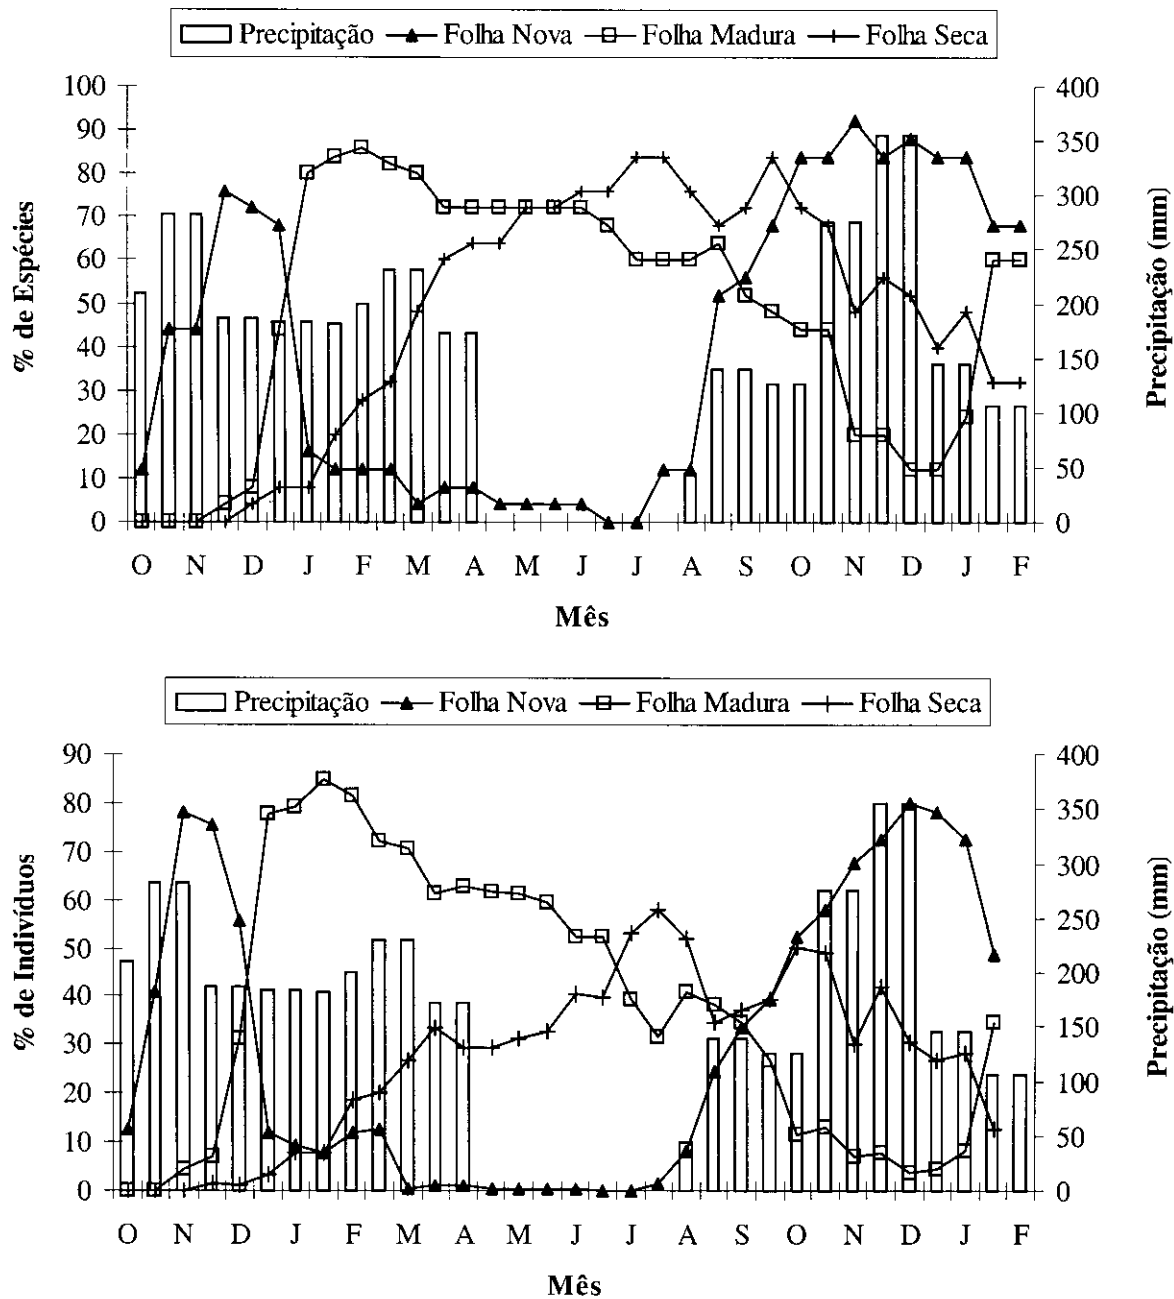 Precipitação Folha Nova Folha Madura Folha Seca
100 400
90 350
80 300
70 250
60
50 200
40 150
30 100
20 50
10
0 0
% de Espécies
Precipitação (mm)
O N D J F M A M J J A S O N D J F
Mês
Precipitação Folha Nova Folha Madura Folha Seca
90 400
80 350
70 300
60 250
50 200
40 150
30 100
20 50
10
0 0
% de Indivíduos
Precipitação (mm)
O N D J F M A M J J A S O N D J F
Mês